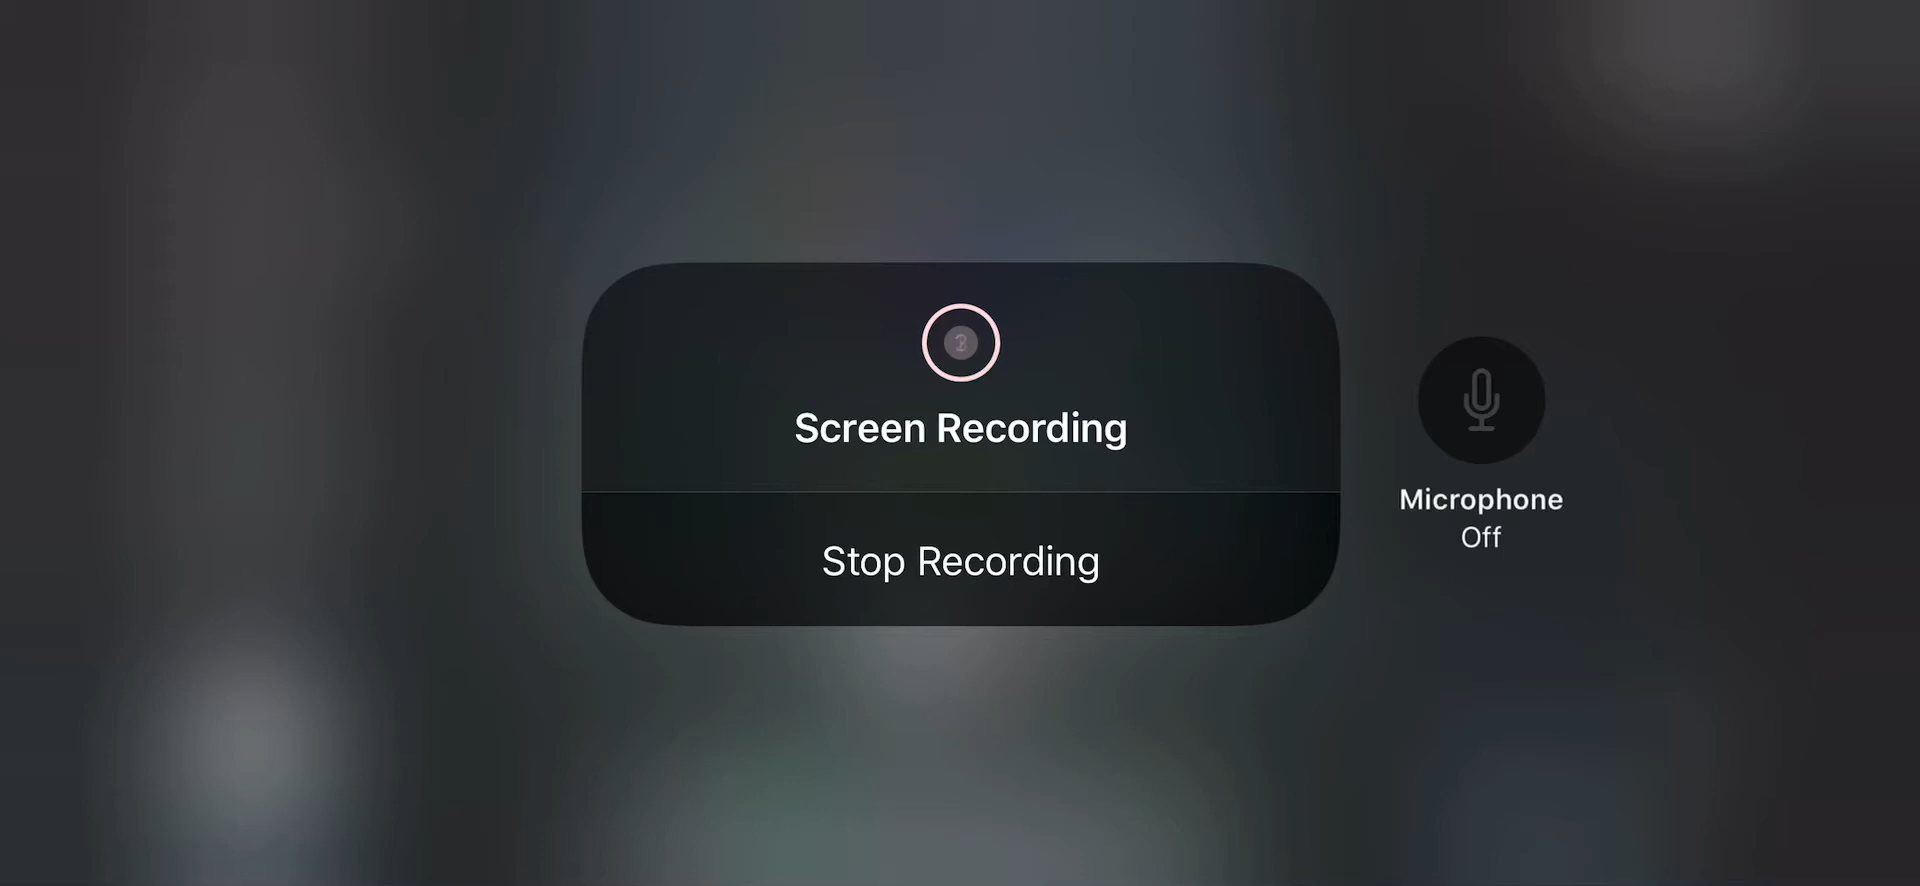 Screen Recording
Stop Recording
Microphone
Off